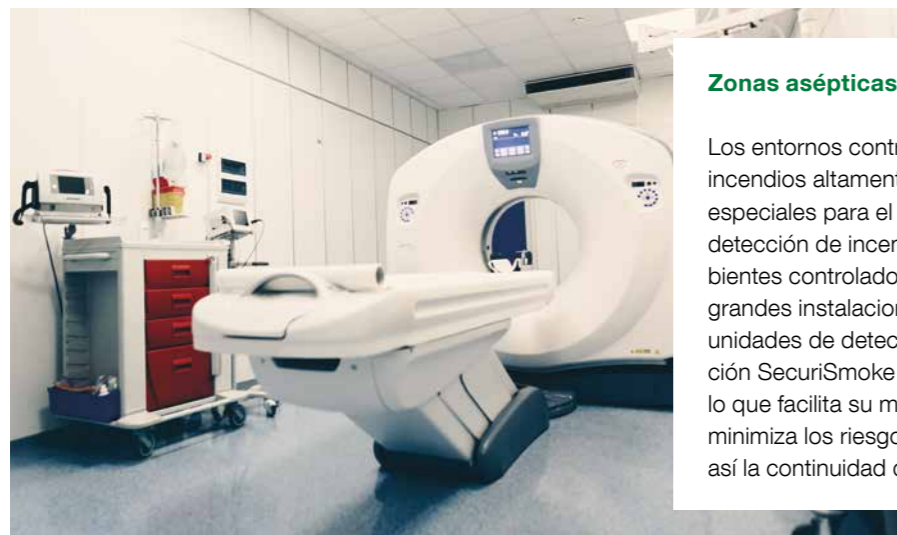 Zonas asépticas
Los entornos contr
incendios altament
especiales para el
detección de incer
bientes controlado
grandes instalacion
unidades de detec
ción SecuriSmoke
lo que facilita su m
minimiza los riesgo
así la continuidad